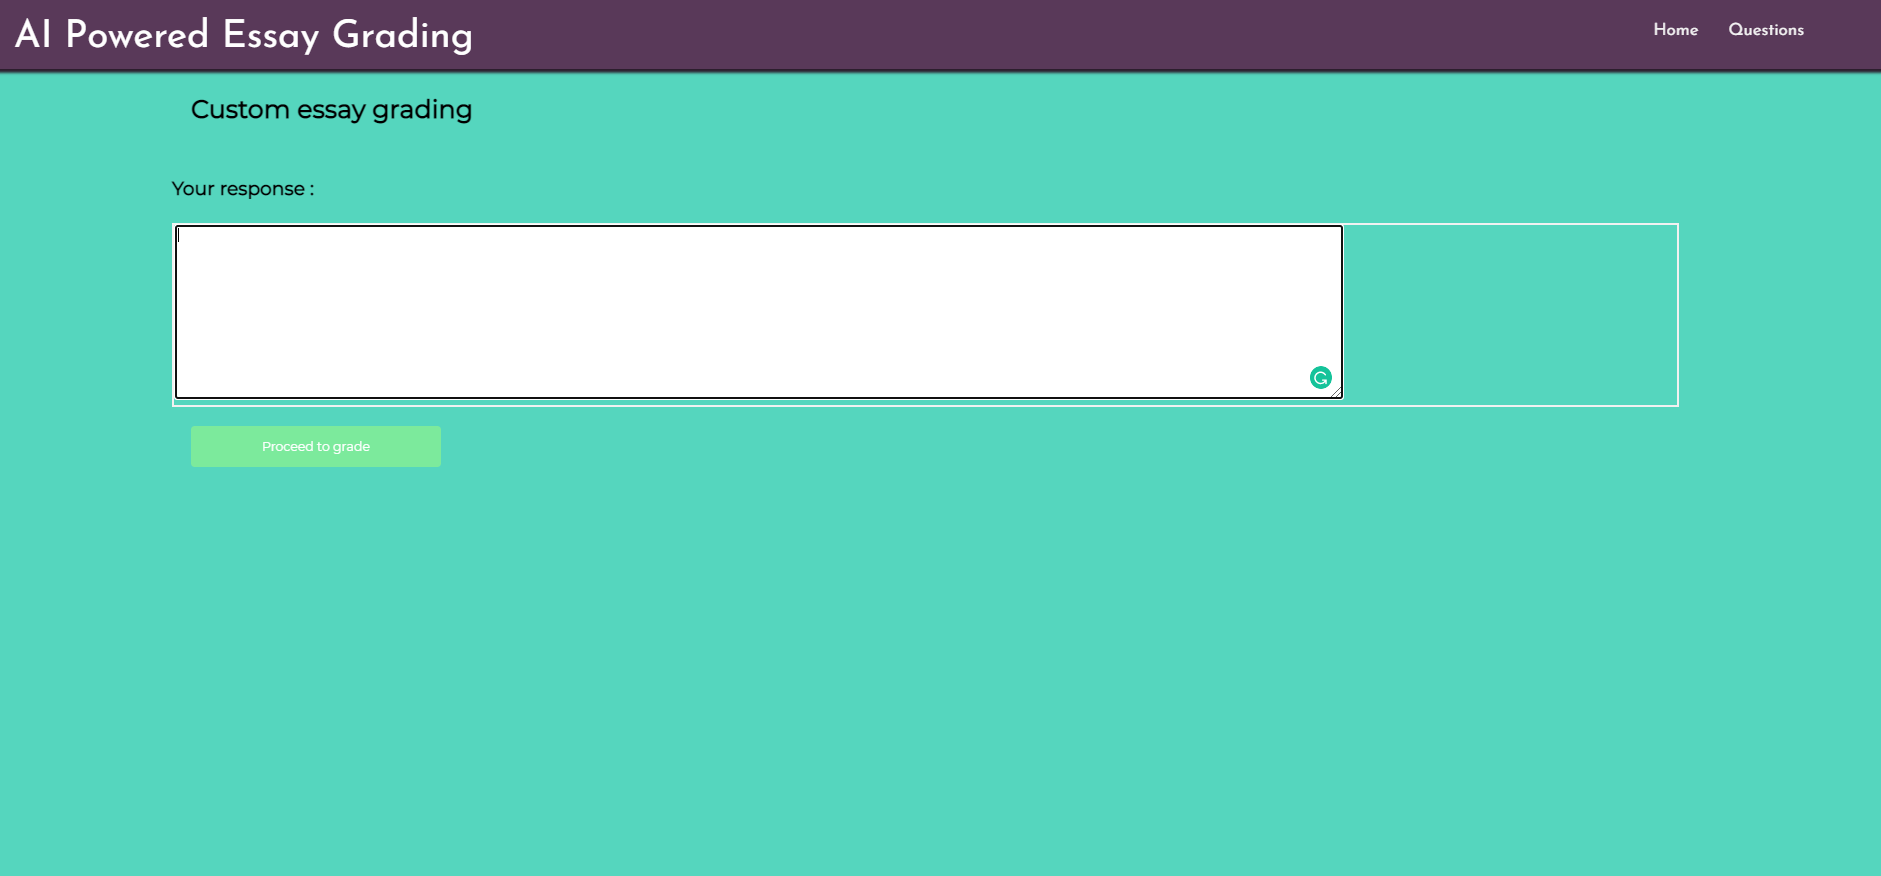 AI Powered Essay Grading
Home
Questions
Custom essay grading
Your response :
Proceed to grade